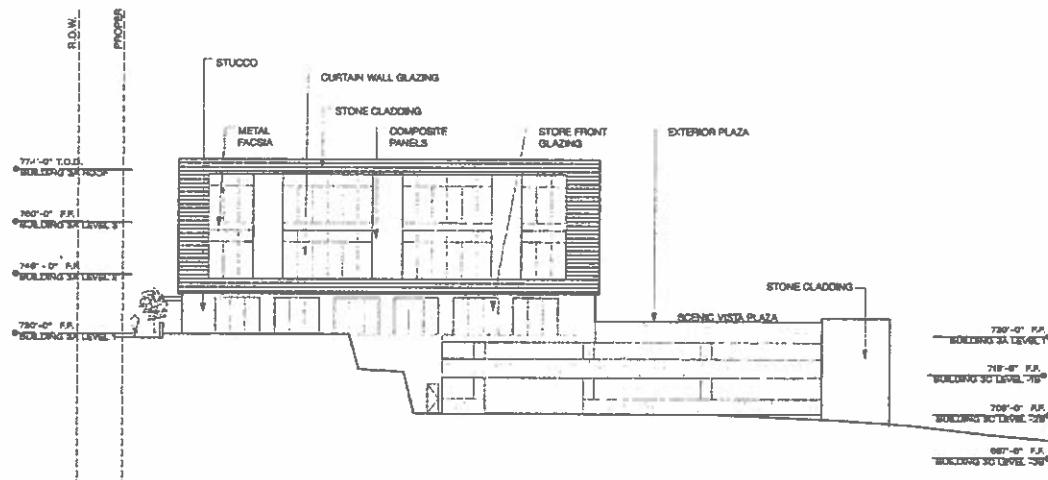 R.O.W.
PROPER
STUCCO
CURTAIN WALL GLAZING
STONE CLADDING
METAL
FACSIA
COMPOSITE
PANELS
STORE FRONT
GLAZING
EXTERIOR PLAZA
774'-0" T.O.D.
BUILDING 3A ROOF
760'-0" F.F.
BUILDING 3A LEVEL 3
746'-0" F.F.
BUILDING 3A LEVEL 2
730'-0" F.F.
BUILDING 3A LEVEL 1
STONE CLADDING
SCENIC VISTA PLAZA
730'-0" F.F.
BUILDING 3A LEVEL 1
F.F.
BUILDING 3C LEVEL
F.F.
BUILDING 3C LEVEL
F.F.
BUILDING 3C LEVEL